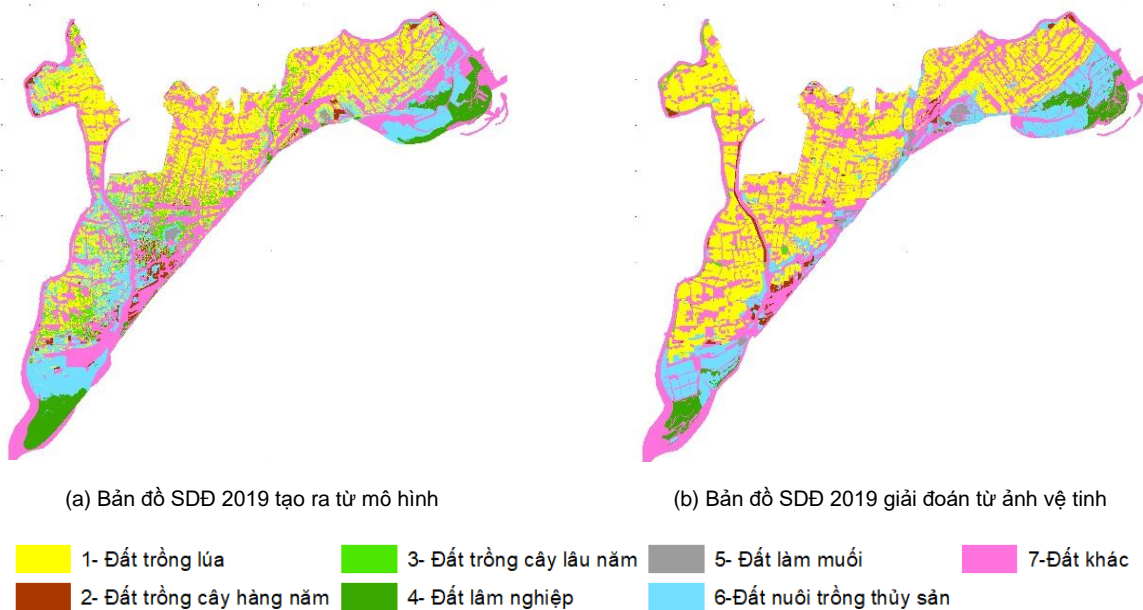 (a) Bản đồ SDĐ 2019 tạo ra từ mô hình
(b) Bản đồ SDĐ 2019 giải đoán từ ảnh vệ tinh
1- Đất trồng lúa
3- Đất trồng cây lâu năm
5- Đất làm muối
7-Đất khác
2- Đất trồng cây hàng năm
4- Đất lâm nghiệp
6-Đất nuôi trồng thủy sản